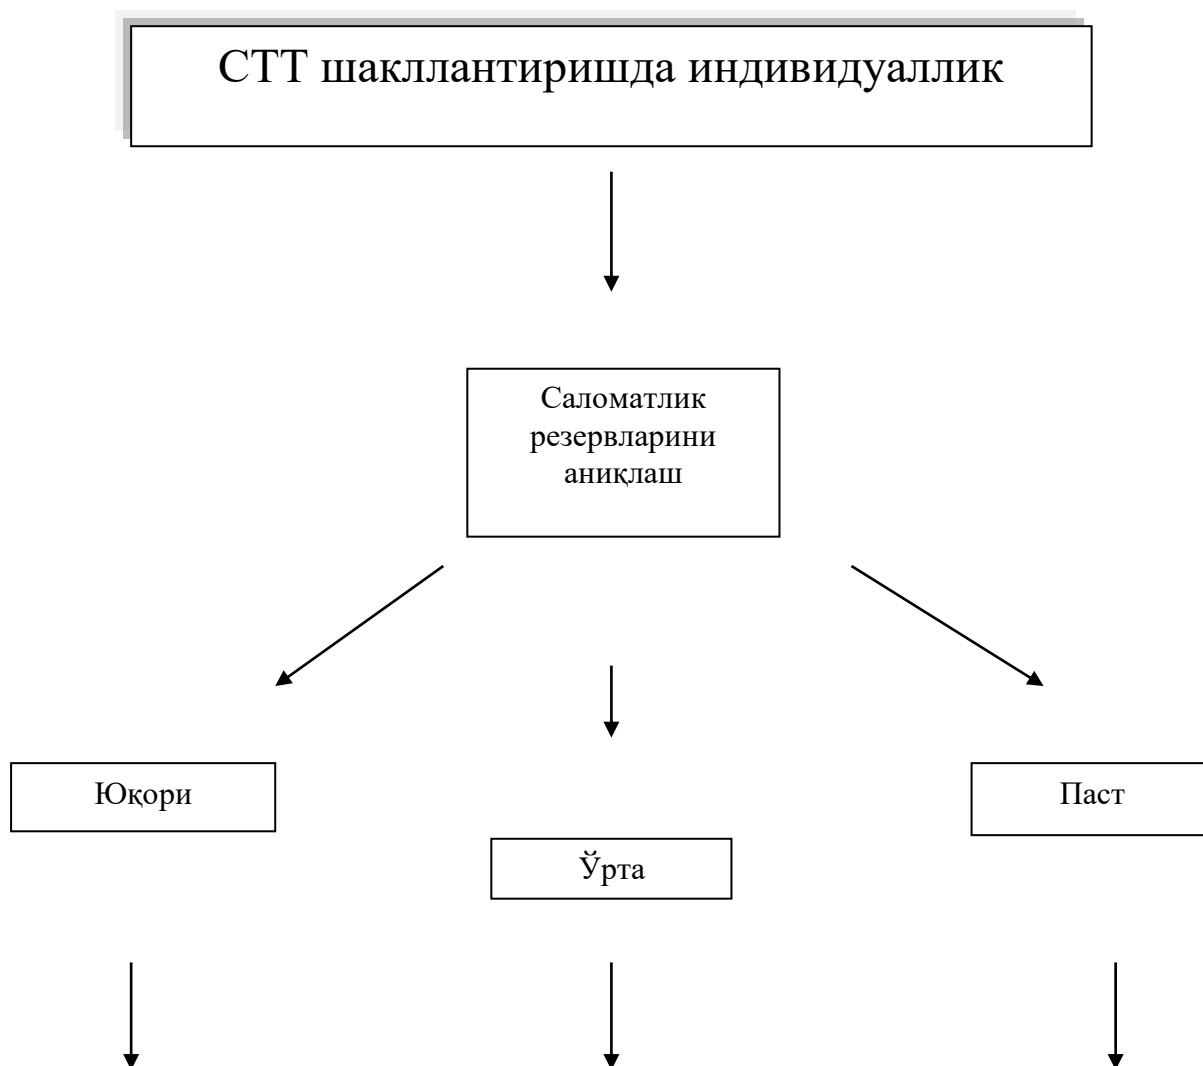 СТТ шакллантиришда индивидуаллик
Саломатлик
резервларини
аниқлаш
Юқори
Паст
Ўрта